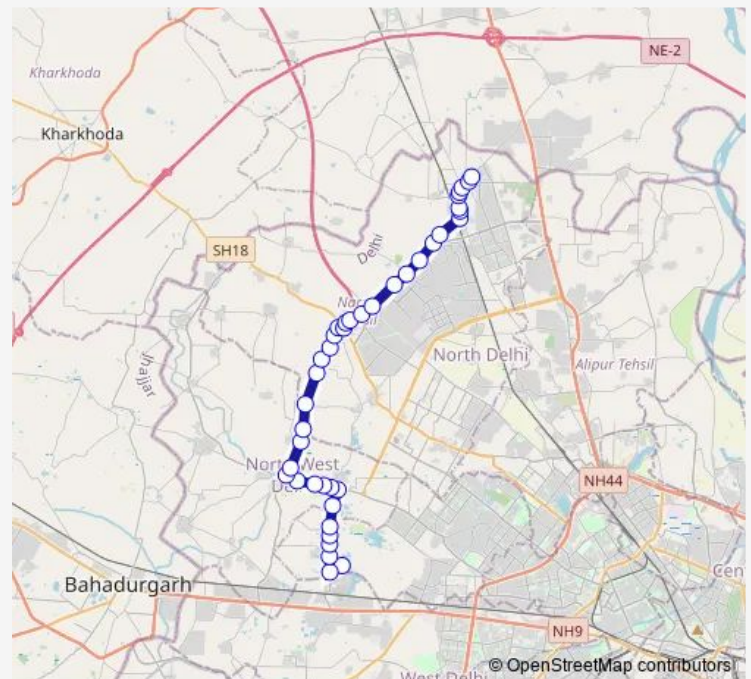 Kharkhoda
NE-2
Kharkhoda
SH18
Delhi
North Delhi
Alipur Tehsil
Jhajjar
North West
NH44
Bahadurgarh
Cen
NH9
West Delhi
© OpenStreetMap contributors